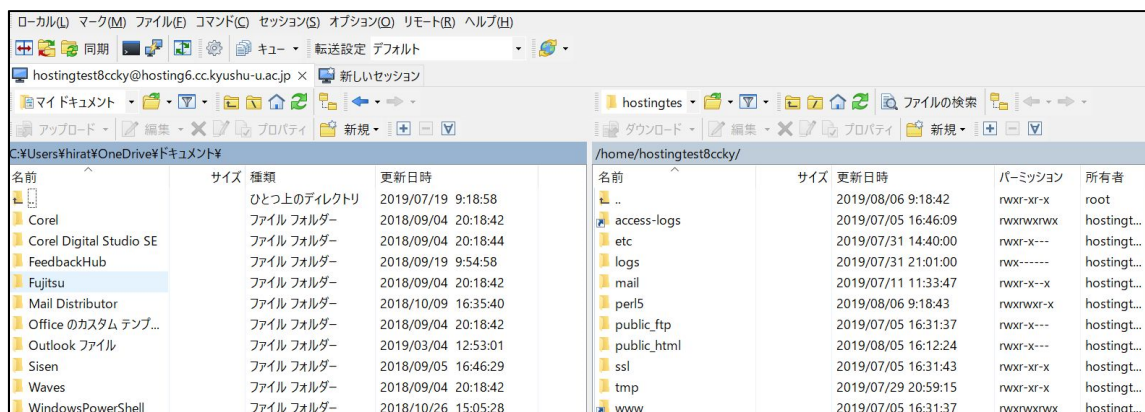 ローカル(L) マーク(M) ファイル(F) コマンド(C) セッション(S) オプション(O) リモート(R) ヘルプ(H)
同期 キュー 転送設定 デフォルト
hostingtest8ccky@hosting6.cc.kyushu-u.ac.jp × 新しいセッション
マイ ドキュメント
アップロード 編集 プロパティ 新規
C:¥Users¥hirat¥OneDrive¥ドキュメント¥
名前 サイズ 種類 更新日時
.. ひとつ上のディレクトリ 2019/07/19 9:18:58
Corel ファイル フォルダー 2018/09/04 20:18:42
Corel Digital Studio SE ファイル フォルダー 2018/09/04 20:18:44
FeedbackHub ファイル フォルダー 2018/09/19 9:54:58
Fujitsu ファイル フォルダー 2018/09/04 20:18:42
Mail Distributor ファイル フォルダー 2018/10/09 16:35:40
Office のカスタム テンプ... ファイル フォルダー 2018/09/04 20:18:42
Outlook ファイル ファイル フォルダー 2019/03/04 12:53:01
Sisen ファイル フォルダー 2018/09/05 16:46:29
Waves ファイル フォルダー 2018/09/04 20:18:42
WindowsPowerShell ファイル フォルダー 2018/10/26 15:05:28
hostingtes ファイルの検索
ダウンロード 編集 プロパティ 新規
/home/hostingtest8ccky/
名前 サイズ 更新日時 パーミッション 所有者
.. 2019/08/06 9:18:42 rwxr-xr-x root
access-logs 2019/07/05 16:46:09 rwxrwxrwx hostingt...
etc 2019/07/31 14:40:00 rwxr-x--- hostingt...
logs 2019/07/31 21:01:00 rwx------ hostingt...
mail 2019/07/11 11:33:47 rwxr-x--x hostingt...
perl5 2019/08/06 9:18:43 rwxrwxr-x hostingt...
public_ftp 2019/07/05 16:31:37 rwxr-x--- hostingt...
public_html 2019/08/05 16:12:24 rwxr-x--- hostingt...
ssl 2019/07/05 16:31:43 rwxr-xr-x hostingt...
tmp 2019/07/29 20:59:15 rwxr-xr-x hostingt...
www 2019/07/05 16:31:37 rwxrwxrwx hostingt...